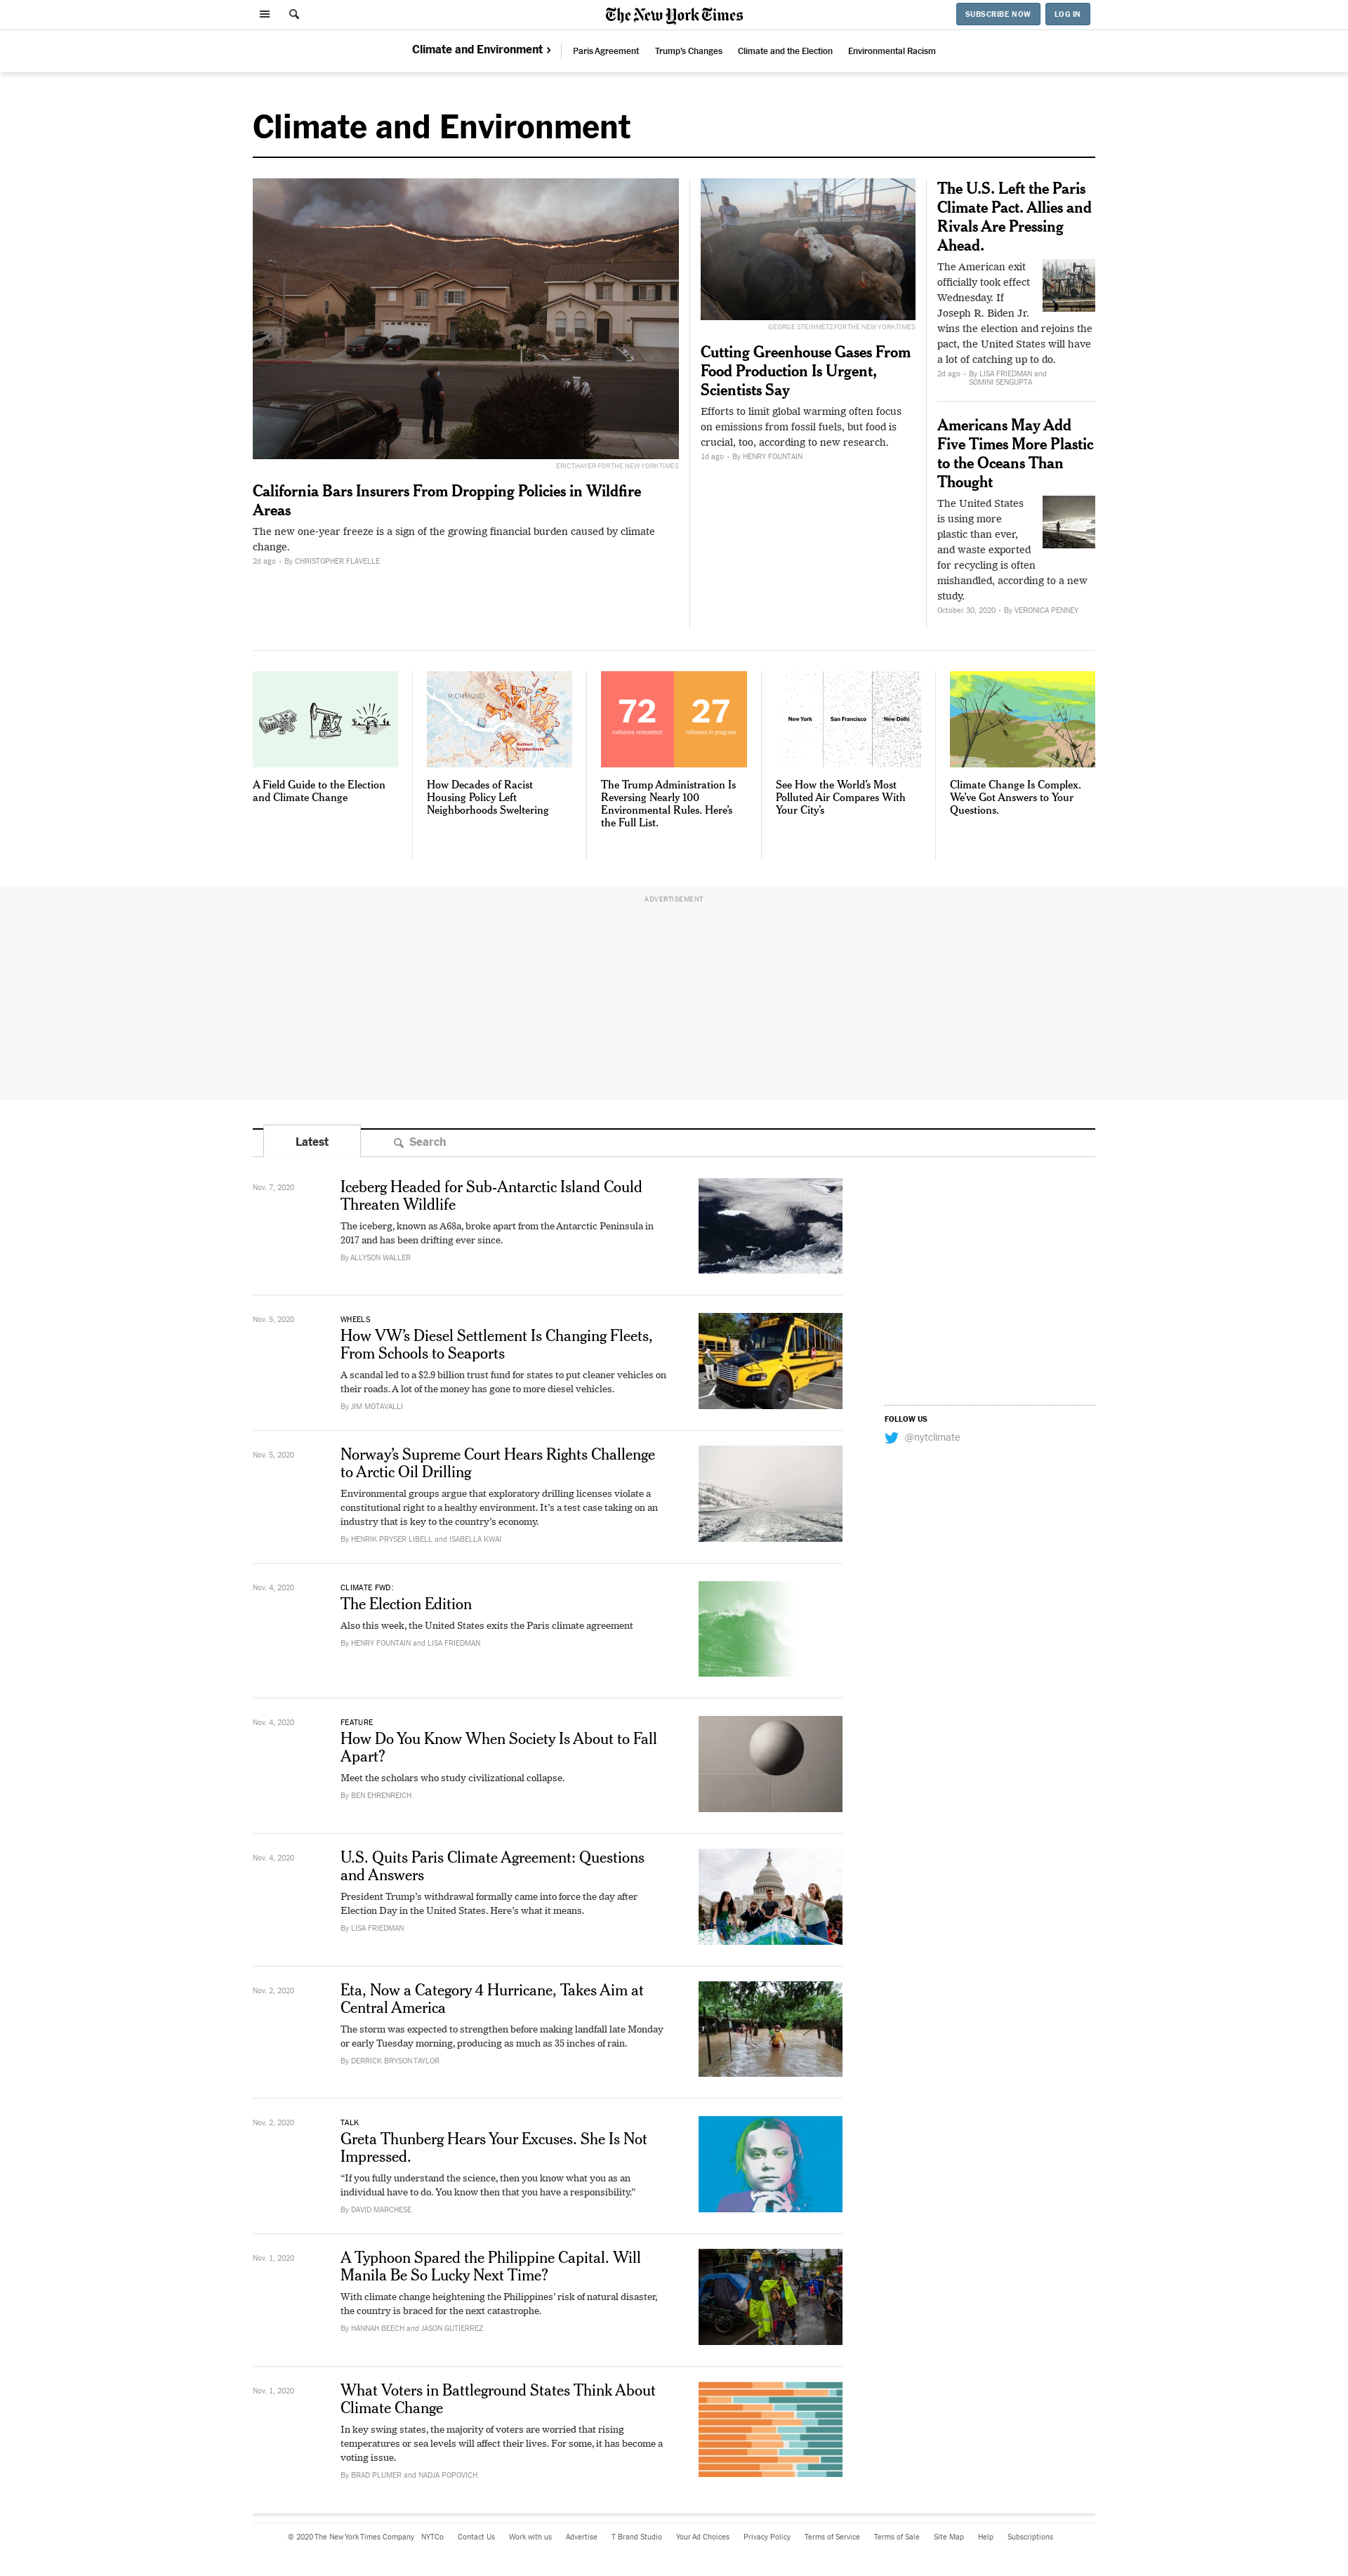 The New York Times
SUBSCRIBE NOW
LOG IN
Climate and Environment ›
Paris Agreement
Trump's Changes
Climate and the Election
Environmental Racism
Climate and Environment
ERIC THAYER FOR THE NEW YORK TIMES
California Bars Insurers From Dropping Policies in Wildfire
Areas
The new one-year freeze is a sign of the growing financial burden caused by climate
change.
2d ago • By CHRISTOPHER FLAVELLE
GEORGE STEINMETZ FOR THE NEW YORK TIMES
Cutting Greenhouse Gases From
Food Production Is Urgent,
Scientists Say
Efforts to limit global warming often focus
on emissions from fossil fuels, but food is
crucial, too, according to new research.
1d ago • By HENRY FOUNTAIN
The U.S. Left the Paris
Climate Pact. Allies and
Rivals Are Pressing
Ahead.
The American exit
officially took effect
Wednesday. If
Joseph R. Biden Jr.
wins the election and rejoins the
pact, the United States will have
a lot of catching up to do.
2d ago • By LISA FRIEDMAN and
SOMINI SENGUPTA
Americans May Add
Five Times More Plastic
to the Oceans Than
Thought
The United States
is using more
plastic than ever,
and waste exported
for recycling is often
mishandled, according to a new
study.
October 30, 2020 • By VERONICA PENNEY
A Field Guide to the Election
and Climate Change
RICHMOND
Redlined
neighborhoods
How Decades of Racist
Housing Policy Left
Neighborhoods Sweltering
72
rollbacks completed
27
rollbacks in progress
The Trump Administration Is
Reversing Nearly 100
Environmental Rules. Here's
the Full List.
New York
San Francisco
New Delhi
See How the World's Most
Polluted Air Compares With
Your City's
Climate Change Is Complex.
We've Got Answers to Your
Questions.
ADVERTISEMENT
Latest
Search
Nov. 7, 2020
Iceberg Headed for Sub-Antarctic Island Could
Threaten Wildlife
The iceberg, known as A68a, broke apart from the Antarctic Peninsula in
2017 and has been drifting ever since.
By ALLYSON WALLER
Nov. 5, 2020
WHEELS
How VW's Diesel Settlement Is Changing Fleets,
From Schools to Seaports
A scandal led to a $2.9 billion trust fund for states to put cleaner vehicles on
their roads. A lot of the money has gone to more diesel vehicles.
By JIM MOTAVALLI
FOLLOW US
@nytclimate
Nov. 5, 2020
Norway's Supreme Court Hears Rights Challenge
to Arctic Oil Drilling
Environmental groups argue that exploratory drilling licenses violate a
constitutional right to a healthy environment. It's a test case taking on an
industry that is key to the country's economy.
By HENRIK PRYSER LIBELL and ISABELLA KWAI
Nov. 4, 2020
CLIMATE FWD:
The Election Edition
Also this week, the United States exits the Paris climate agreement
By HENRY FOUNTAIN and LISA FRIEDMAN
Nov. 4, 2020
FEATURE
How Do You Know When Society Is About to Fall
Apart?
Meet the scholars who study civilizational collapse.
By BEN EHRENREICH
Nov. 4, 2020
U.S. Quits Paris Climate Agreement: Questions
and Answers
President Trump's withdrawal formally came into force the day after
Election Day in the United States. Here's what it means.
By LISA FRIEDMAN
Nov. 2, 2020
Eta, Now a Category 4 Hurricane, Takes Aim at
Central America
The storm was expected to strengthen before making landfall late Monday
or early Tuesday morning, producing as much as 35 inches of rain.
By DERRICK BRYSON TAYLOR
Nov. 2, 2020
TALK
Greta Thunberg Hears Your Excuses. She Is Not
Impressed.
“If you fully understand the science, then you know what you as an
individual have to do. You know then that you have a responsibility.”
By DAVID MARCHESE
Nov. 1, 2020
A Typhoon Spared the Philippine Capital. Will
Manila Be So Lucky Next Time?
With climate change heightening the Philippines' risk of natural disaster,
the country is braced for the next catastrophe.
By HANNAH BEECH and JASON GUTIERREZ
Nov. 1, 2020
What Voters in Battleground States Think About
Climate Change
In key swing states, the majority of voters are worried that rising
temperatures or sea levels will affect their lives. For some, it has become a
voting issue.
By BRAD PLUMER and NADJA POPOVICH
© 2020 The New York Times Company NYTCo Contact Us Work with us Advertise T Brand Studio Your Ad Choices Privacy Policy Terms of Service Terms of Sale Site Map Help Subscriptions